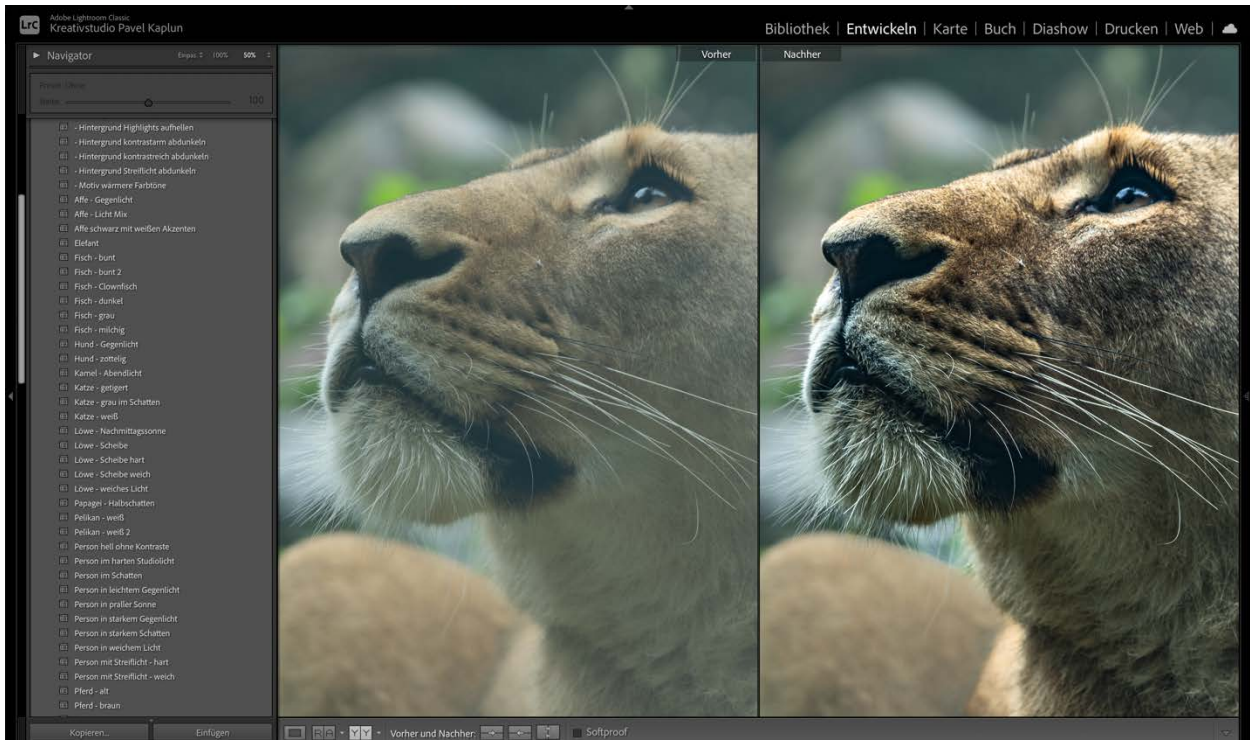 LrC
Adobe Lightroom Classic
Kreativstudio Pavel Kaplun
Bibliothek | Entwickeln | Karte | Buch | Diashow | Drucken | Web |
Navigator
Einpas. 100% 50%
100
Vorher
Nachher
- Hintergrund Highlights aufhellen
- Hintergrund kontrastarm abdunkeln
- Hintergrund kontrastreich abdunkeln
- Hintergrund Streiflicht abdunkeln
- Motiv wärmere Farbtöne
Affe - Gegenlicht
Affe - Licht Mix
Affe schwarz mit weißen Akzenten
Elefant
Fisch - bunt
Fisch - bunt 2
Fisch - Clownfisch
Fisch - dunkel
Fisch - grau
Fisch - milchig
Hund - Gegenlicht
Hund - zottelig
Kamel - Abendlicht
Katze - getigert
Katze - grau im Schatten
Katze - weiß
Löwe - Nachmittagssonne
Löwe - Scheibe
Löwe - Scheibe hart
Löwe - Scheibe weich
Löwe - weiches Licht
Papagei - Halbschatten
Pelikan - weiß
Pelikan - weiß 2
Person hell ohne Kontraste
Person im harten Studiolicht
Person im Schatten
Person in leichtem Gegenlicht
Person in praller Sonne
Person in starkem Gegenlicht
Person in starkem Schatten
Person in weichem Licht
Person mit Streiflicht - hart
Person mit Streiflicht - weich
Pferd - alt
Pferd - braun
Kopieren...
Einfügen
R A
Y Y
Vorher und Nachher:
Softproof